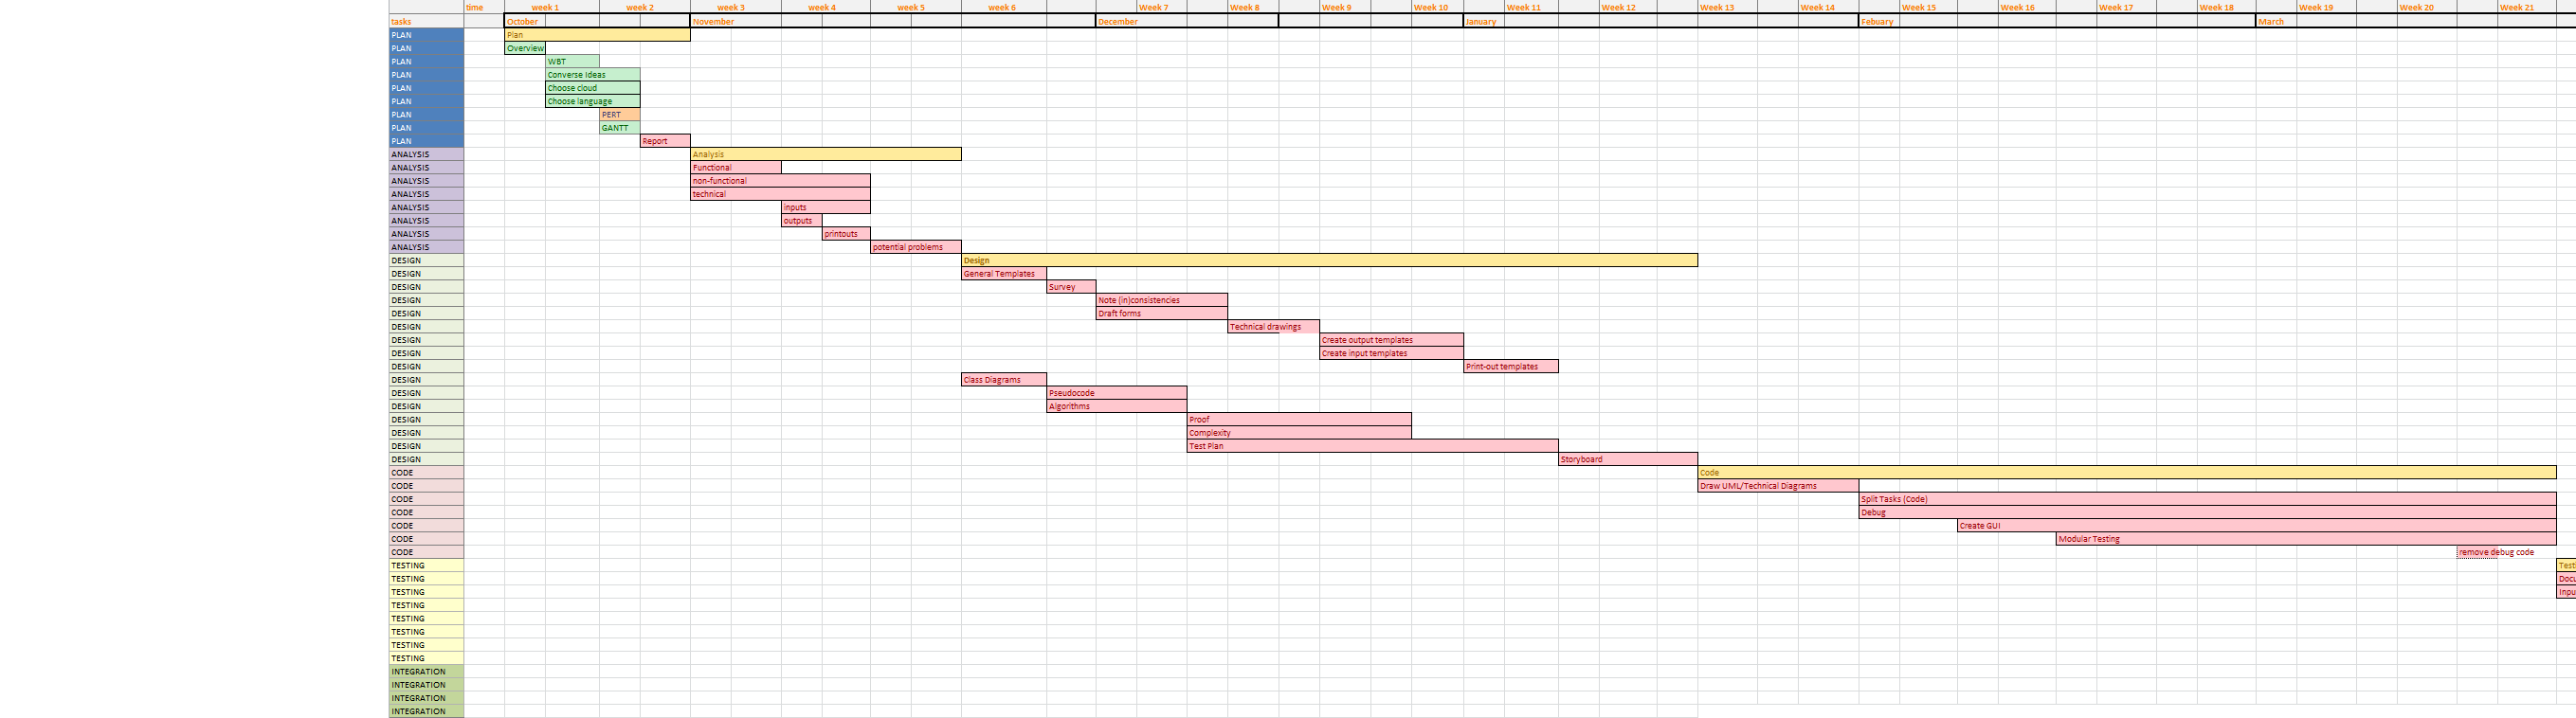 time week 1 week 2 week 3 week 4 week 5 week 6 Week 7 Week 8 Week 9 Week 10 Week 11 Week 12 Week 13 Week 14 Week 15 Week 16 Week 17 Week 18 Week 19 Week 20 Week 21
tasks October November December January Febuary March
PLAN Plan
PLAN Overview
PLAN WBT
PLAN Converse Ideas
PLAN Choose cloud
PLAN Choose language
PLAN PERT
PLAN GANTT
PLAN Report
ANALYSIS Analysis
ANALYSIS Functional
ANALYSIS non-functional
ANALYSIS technical
ANALYSIS inputs
ANALYSIS outputs
ANALYSIS printouts
ANALYSIS potential problems
DESIGN Design
DESIGN General Templates
DESIGN Survey
DESIGN Note (in)consistencies
DESIGN Draft forms
DESIGN Technical drawings
DESIGN Create output templates
DESIGN Create input templates
DESIGN Print-out templates
DESIGN Class Diagrams
DESIGN Pseudocode
DESIGN Algorithms
DESIGN Proof
DESIGN Complexity
DESIGN Test Plan
DESIGN Storyboard
CODE Code
CODE Draw UML/Technical Diagrams
CODE Split Tasks (Code)
CODE Debug
CODE Create GUI
CODE Modular Testing
CODE remove debug code
TESTING Testi
TESTING Docu
TESTING Inpu
TESTING
TESTING
TESTING
TESTING
TESTING
INTEGRATION
INTEGRATION
INTEGRATION
INTEGRATION